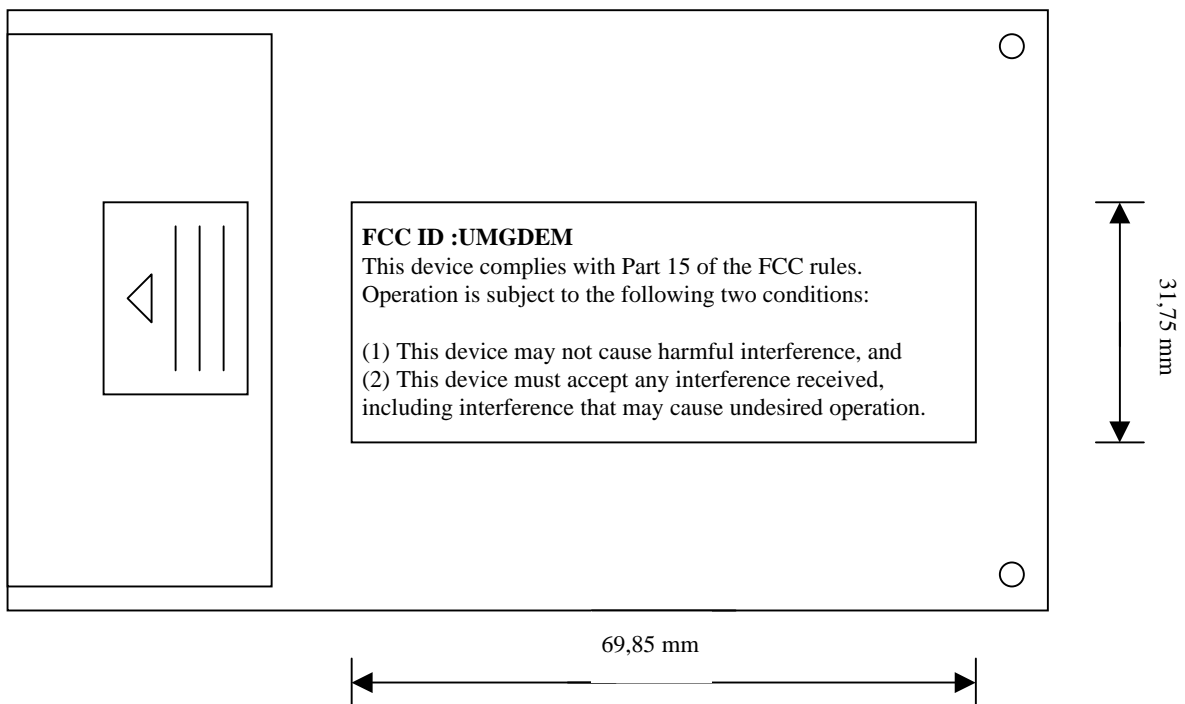 FCC ID :UMGDEM
This device complies with Part 15 of the FCC rules.
Operation is subject to the following two conditions:
(1) This device may not cause harmful interference, and
(2) This device must accept any interference received,
including interference that may cause undesired operation.
31,75 mm
69,85 mm